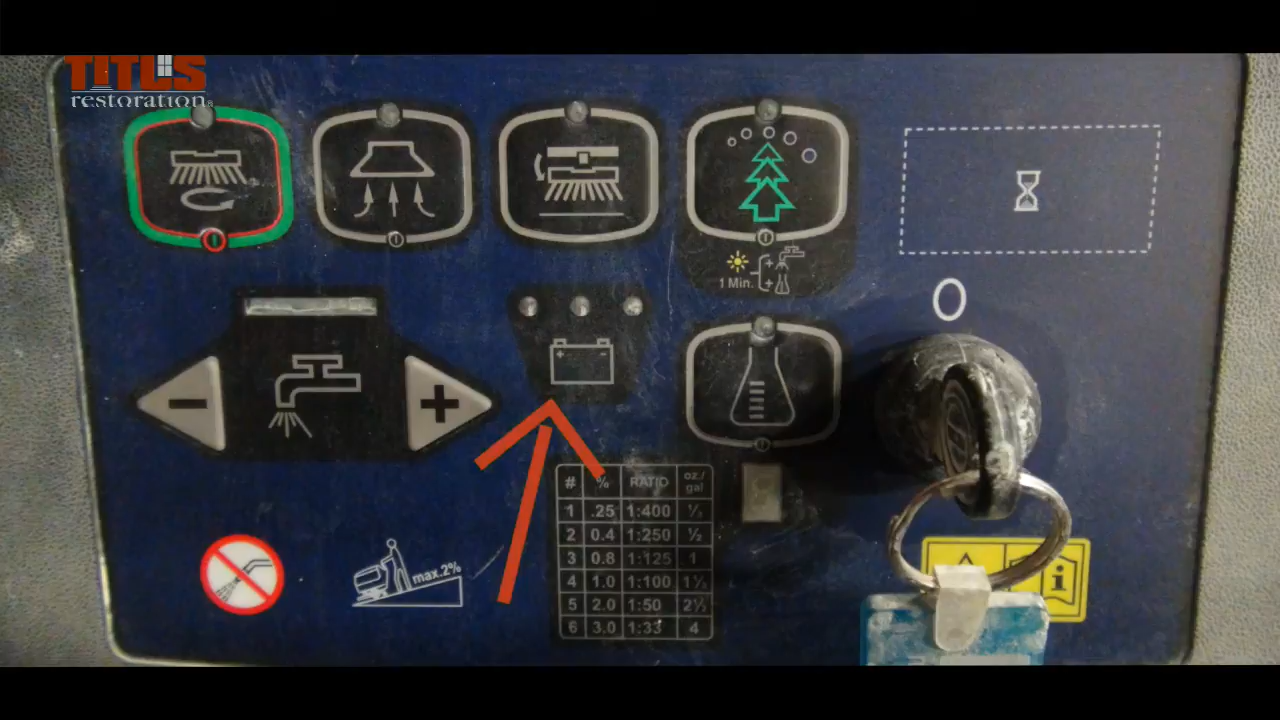 TITUS
restoration®
1 Min.
O
max.2%
# % RATIO oz./gal
1 .25 1:400 ⅓
2 0.4 1:250 ½
3 0.8 1:125 1
4 1.0 1:100 1⅓
5 2.0 1:50 2½
6 3.0 1:33 4